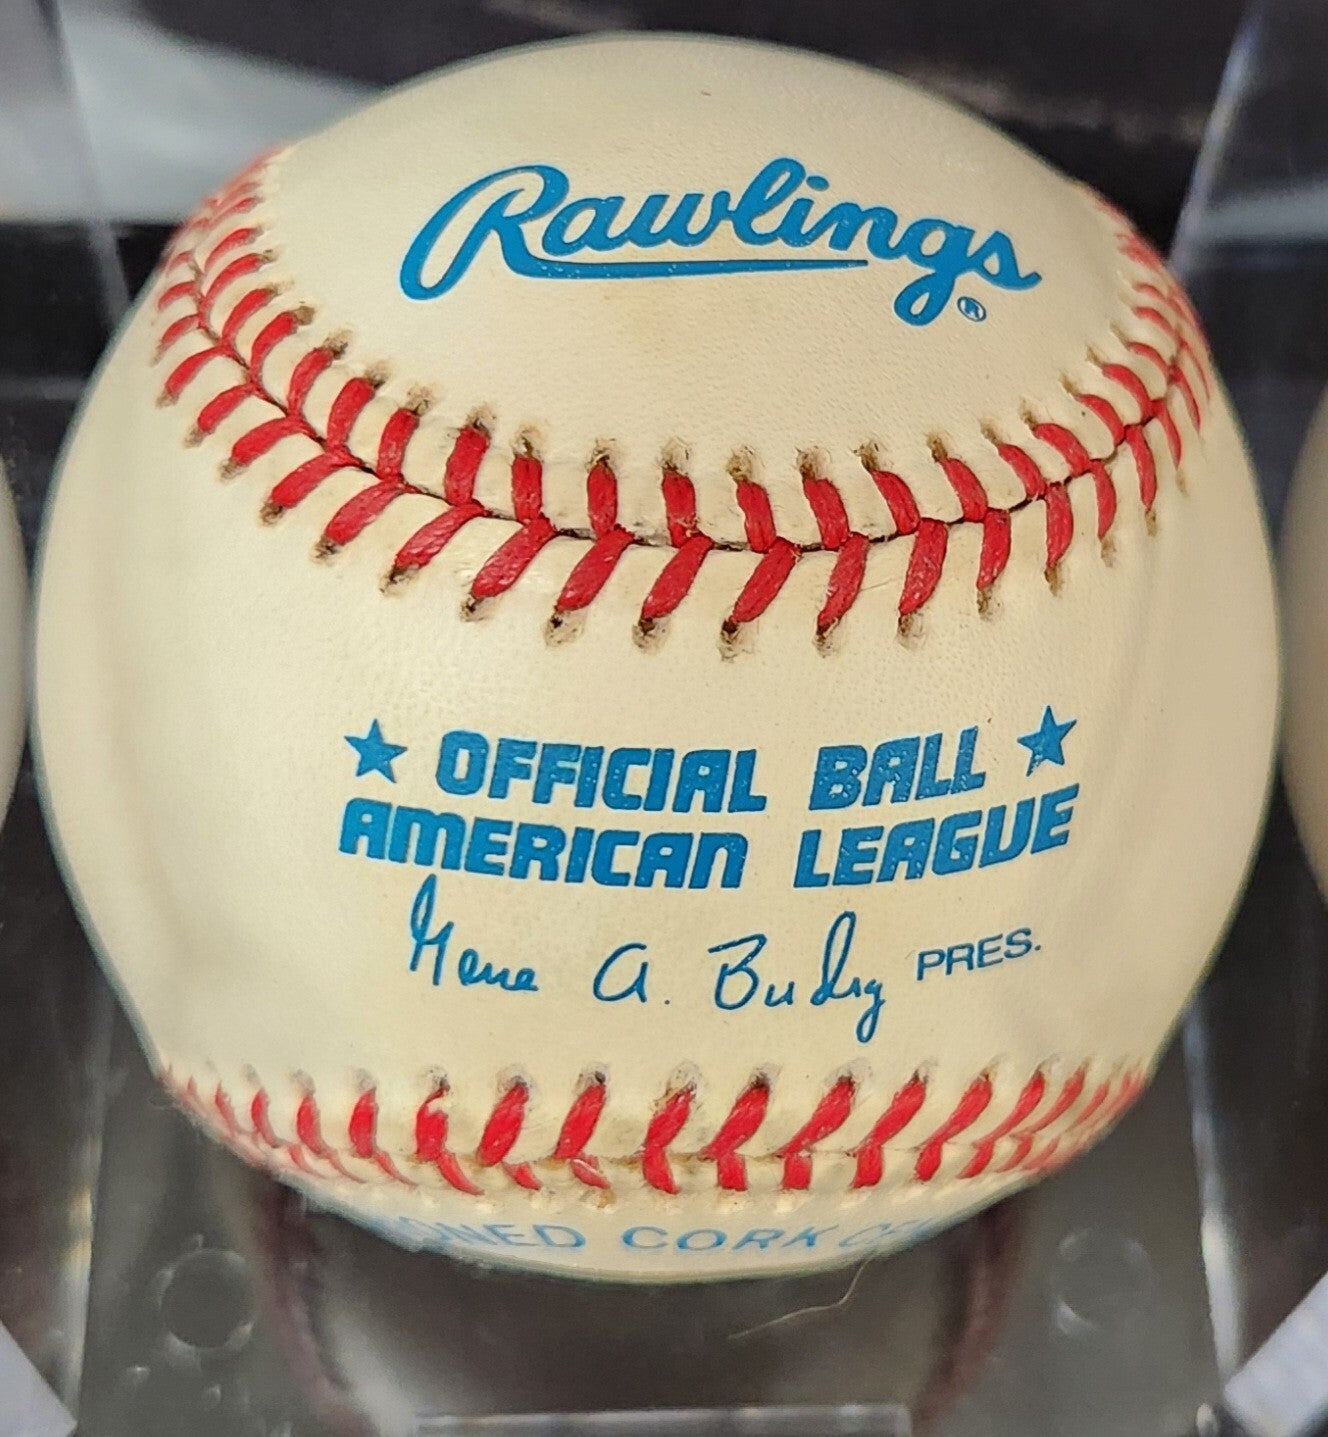 Rawlings ®
★ OFFICIAL BALL ★
AMERICAN LEAGUE
Gene A. Budig PRES.
CORK